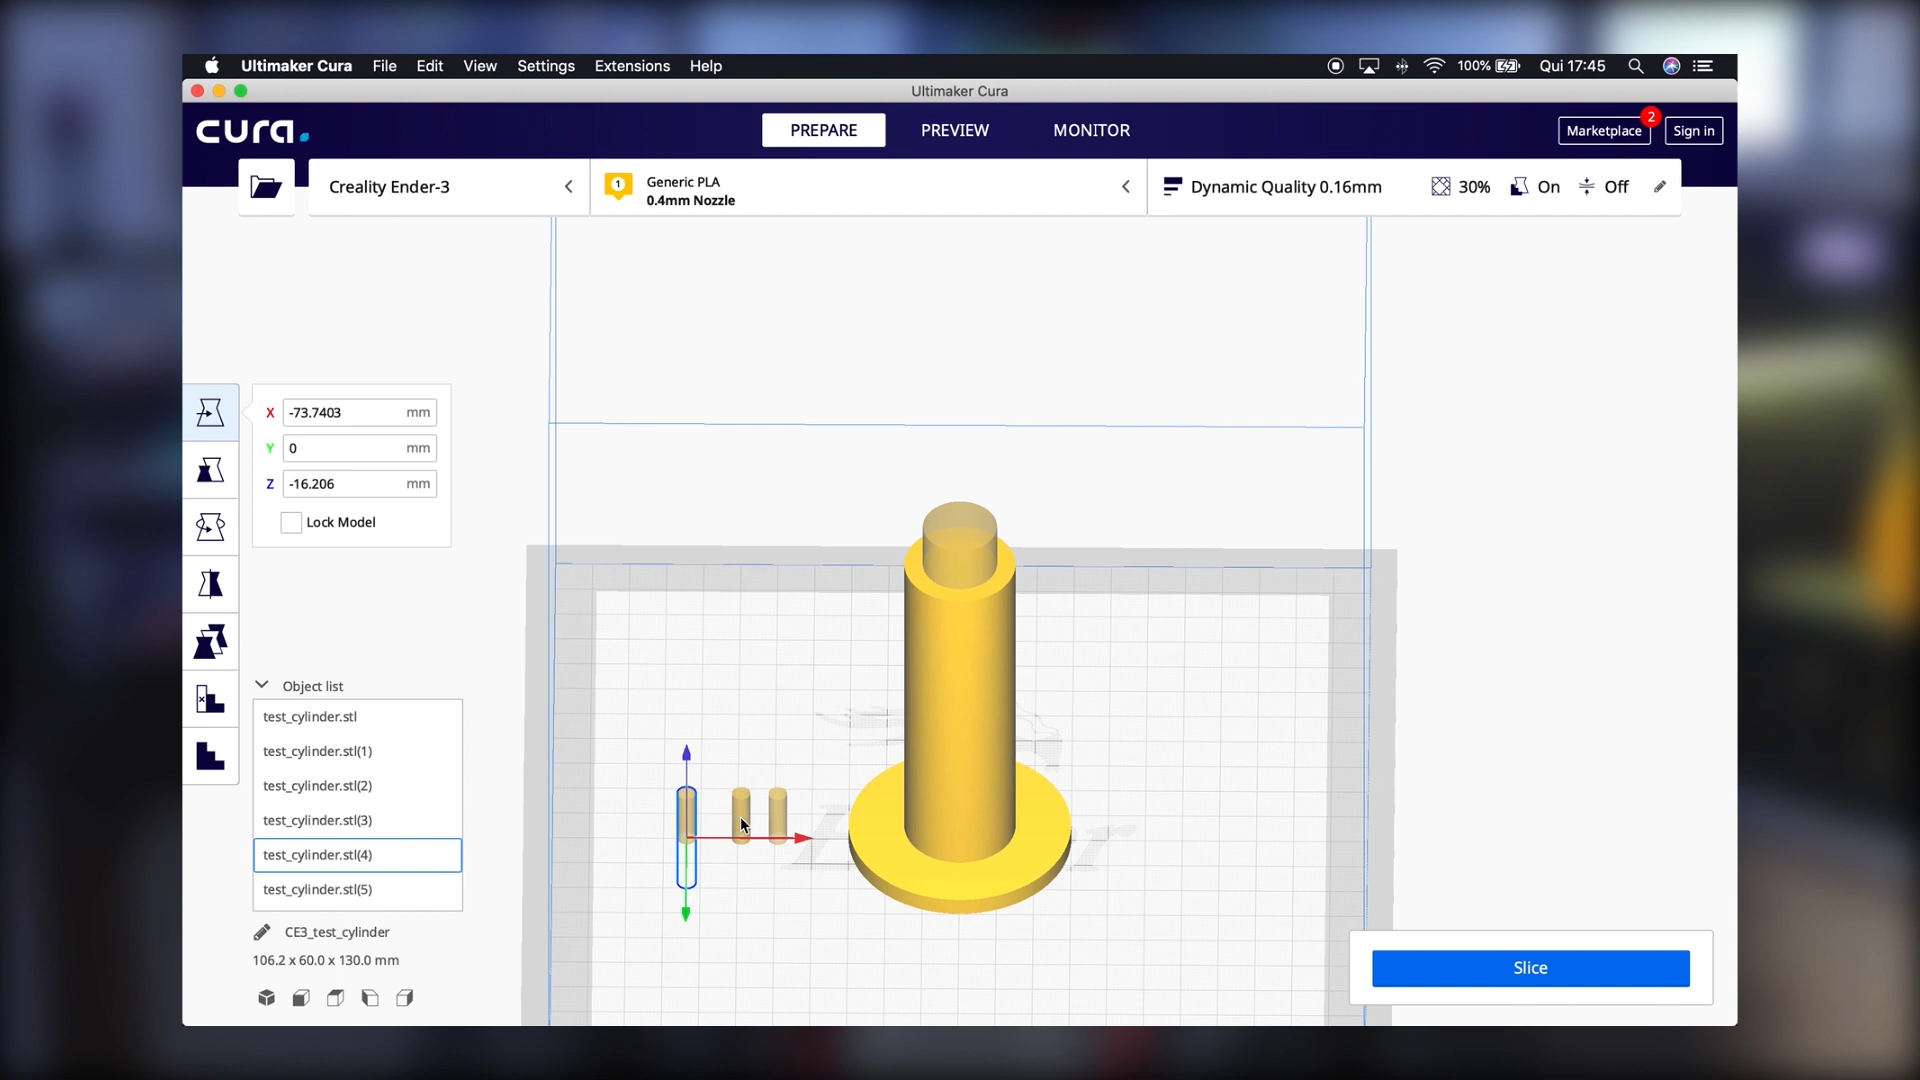 Ultimaker Cura File Edit View Settings Extensions Help 100% Qui 17:45
Ultimaker Cura
cura. PREPARE PREVIEW MONITOR Marketplace 2 Sign in
Creality Ender-3
1 Generic PLA
0.4mm Nozzle
Dynamic Quality 0.16mm 30% On Off
X -73.7403 mm
Y 0 mm
Z -16.206 mm
Lock Model
Object list
test_cylinder.stl
test_cylinder.stl(1)
test_cylinder.stl(2)
test_cylinder.stl(3)
test_cylinder.stl(4)
test_cylinder.stl(5)
CE3_test_cylinder
106.2 x 60.0 x 130.0 mm
Slice